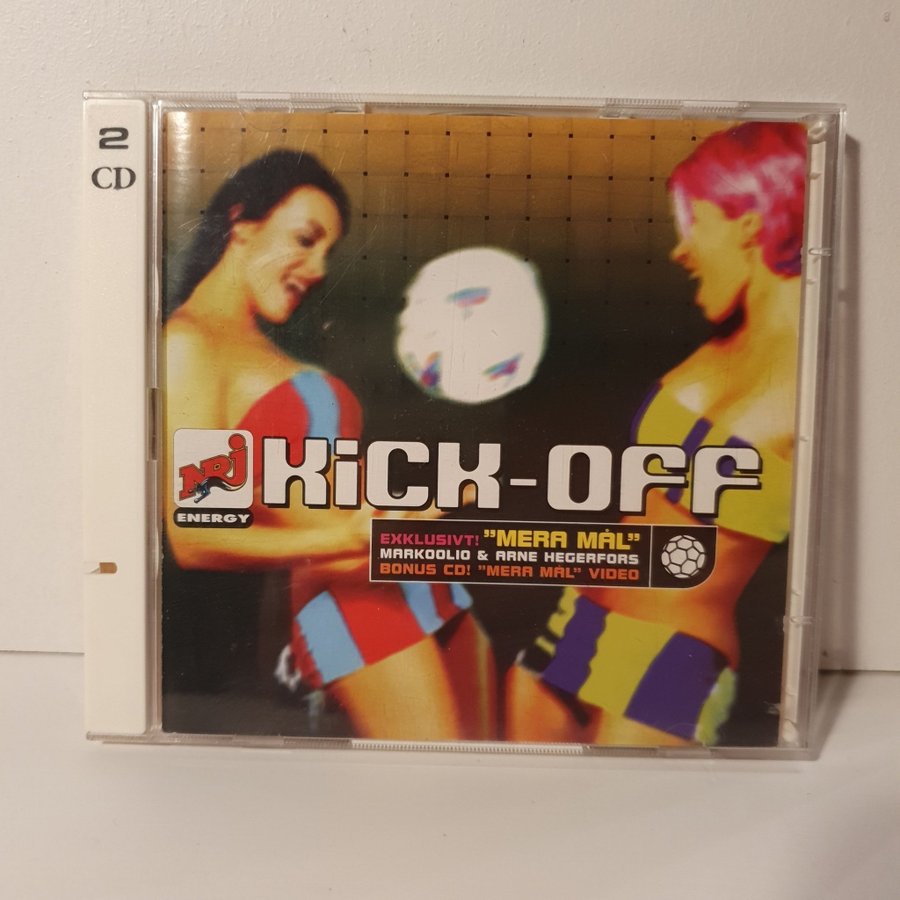 2
CD
NRJ
ENERGY
KiCK-OFF
EXKLUSIVT! "MERA MÅL"
MARKOOLIO & ARNE HEGERFORS
BONUS CD! "MERA MÅL" VIDEO